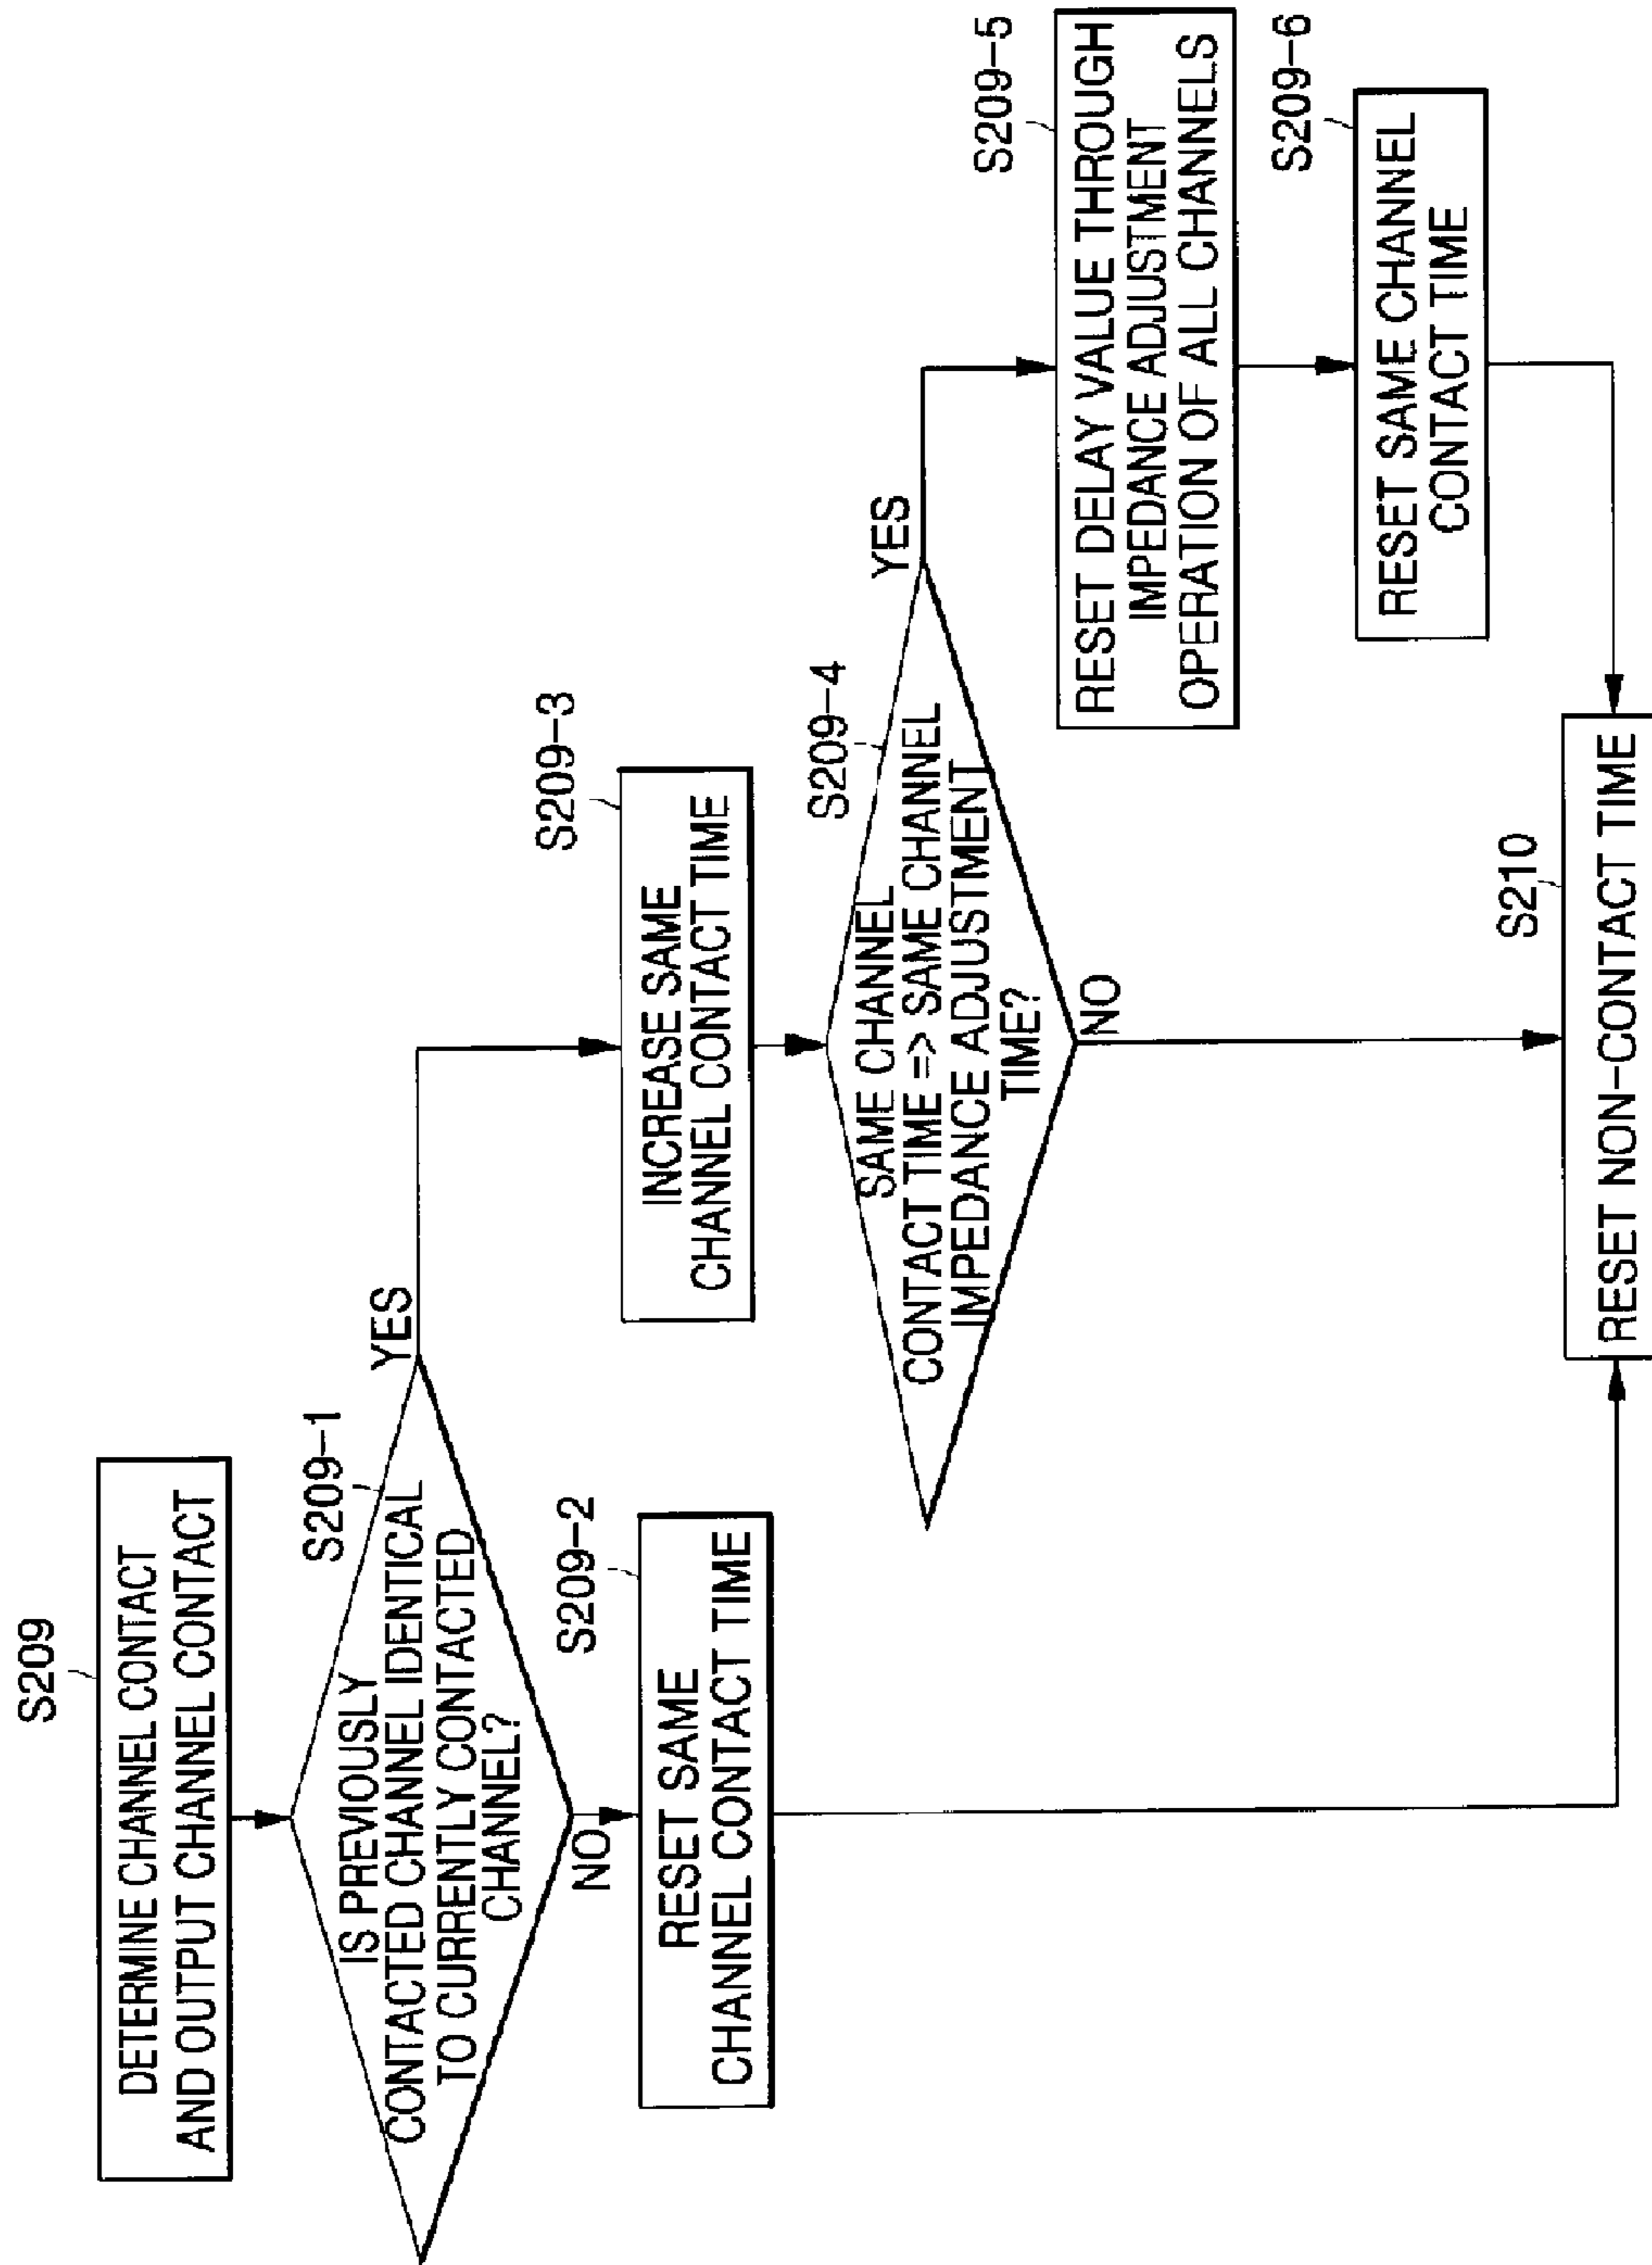 S209
DETERMINE CHANNEL CONTACT
AND OUTPUT CHANNEL CONTACT
S209-1
IS PREVIOUSLY
CONTACTED CHANNEL IDENTICAL
TO CURRENTLY CONTACTED
CHANNEL?
YES
NO
S209-2
RESET SAME
CHANNEL CONTACT TIME
S209-3
INCREASE SAME
CHANNEL CONTACT TIME
S209-4
SAME CHANNEL
CONTACT TIME => SAME CHANNEL
IMPEDANCE ADJUSTMENT
TIME?
YES
NO
S209-5
RESET DELAY VALUE THROUGH
IMPEDANCE ADJUSTMENT
OPERATION OF ALL CHANNELS
S209-6
RESET SAME CHANNEL
CONTACT TIME
S210
RESET NON-CONTACT TIME